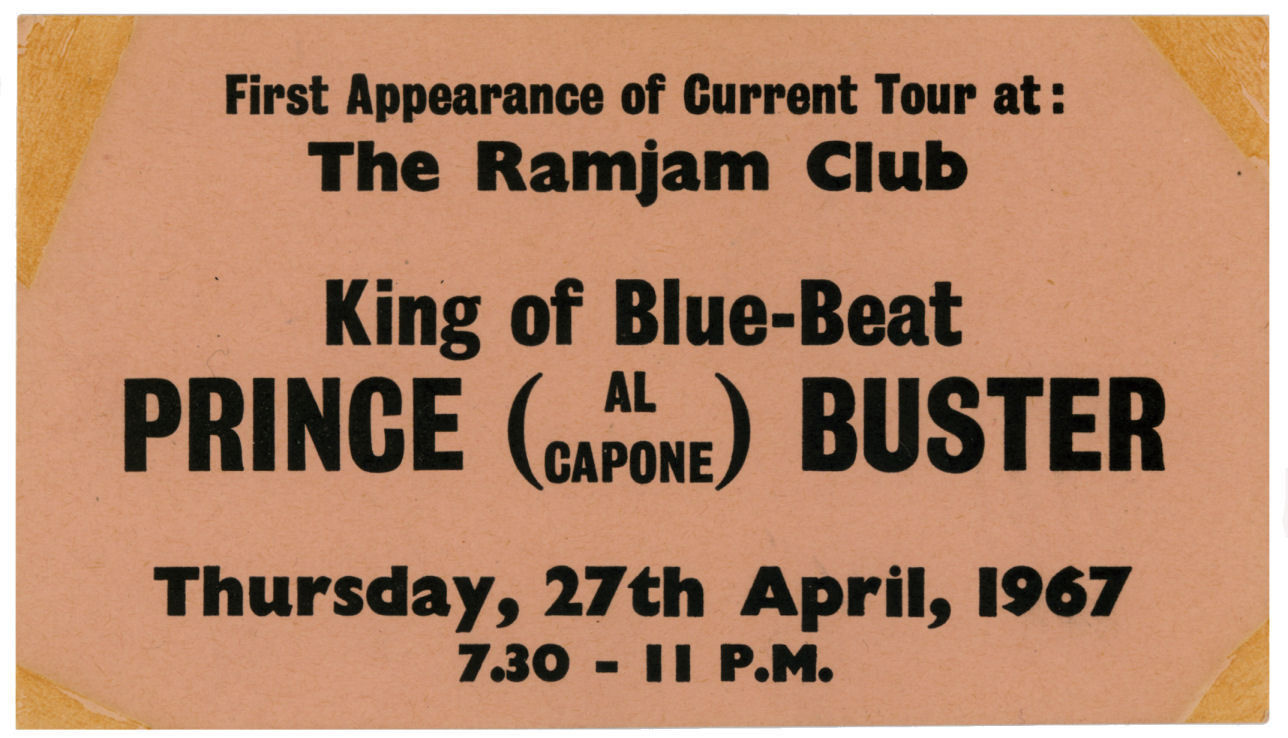 First Appearance of Current Tour at:
The Ramjam Club
King of Blue-Beat
PRINCE (AL CAPONE) BUSTER
Thursday, 27th April, 1967
7.30 - 11 P.M.